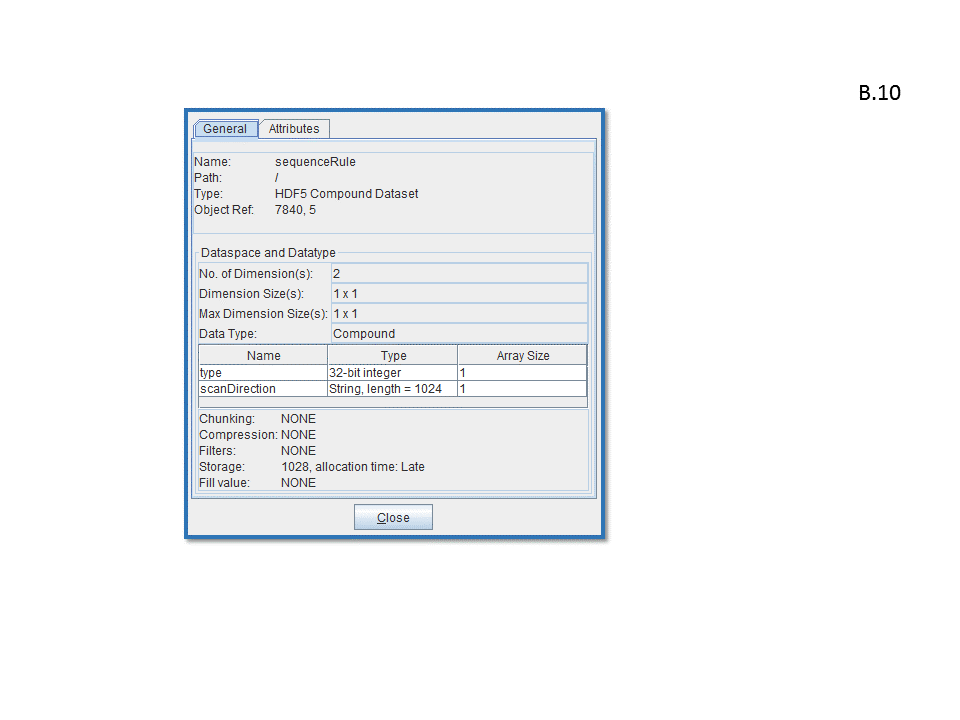 B.10
General Attributes
Name: sequenceRule
Path: /
Type: HDF5 Compound Dataset
Object Ref: 7840, 5
Dataspace and Datatype
No. of Dimension(s): 2
Dimension Size(s): 1 x 1
Max Dimension Size(s): 1 x 1
Data Type: Compound
Name Type Array Size
type 32-bit integer 1
scanDirection String, length = 1024 1
Chunking: NONE
Compression: NONE
Filters: NONE
Storage: 1028, allocation time: Late
Fill value: NONE
Close